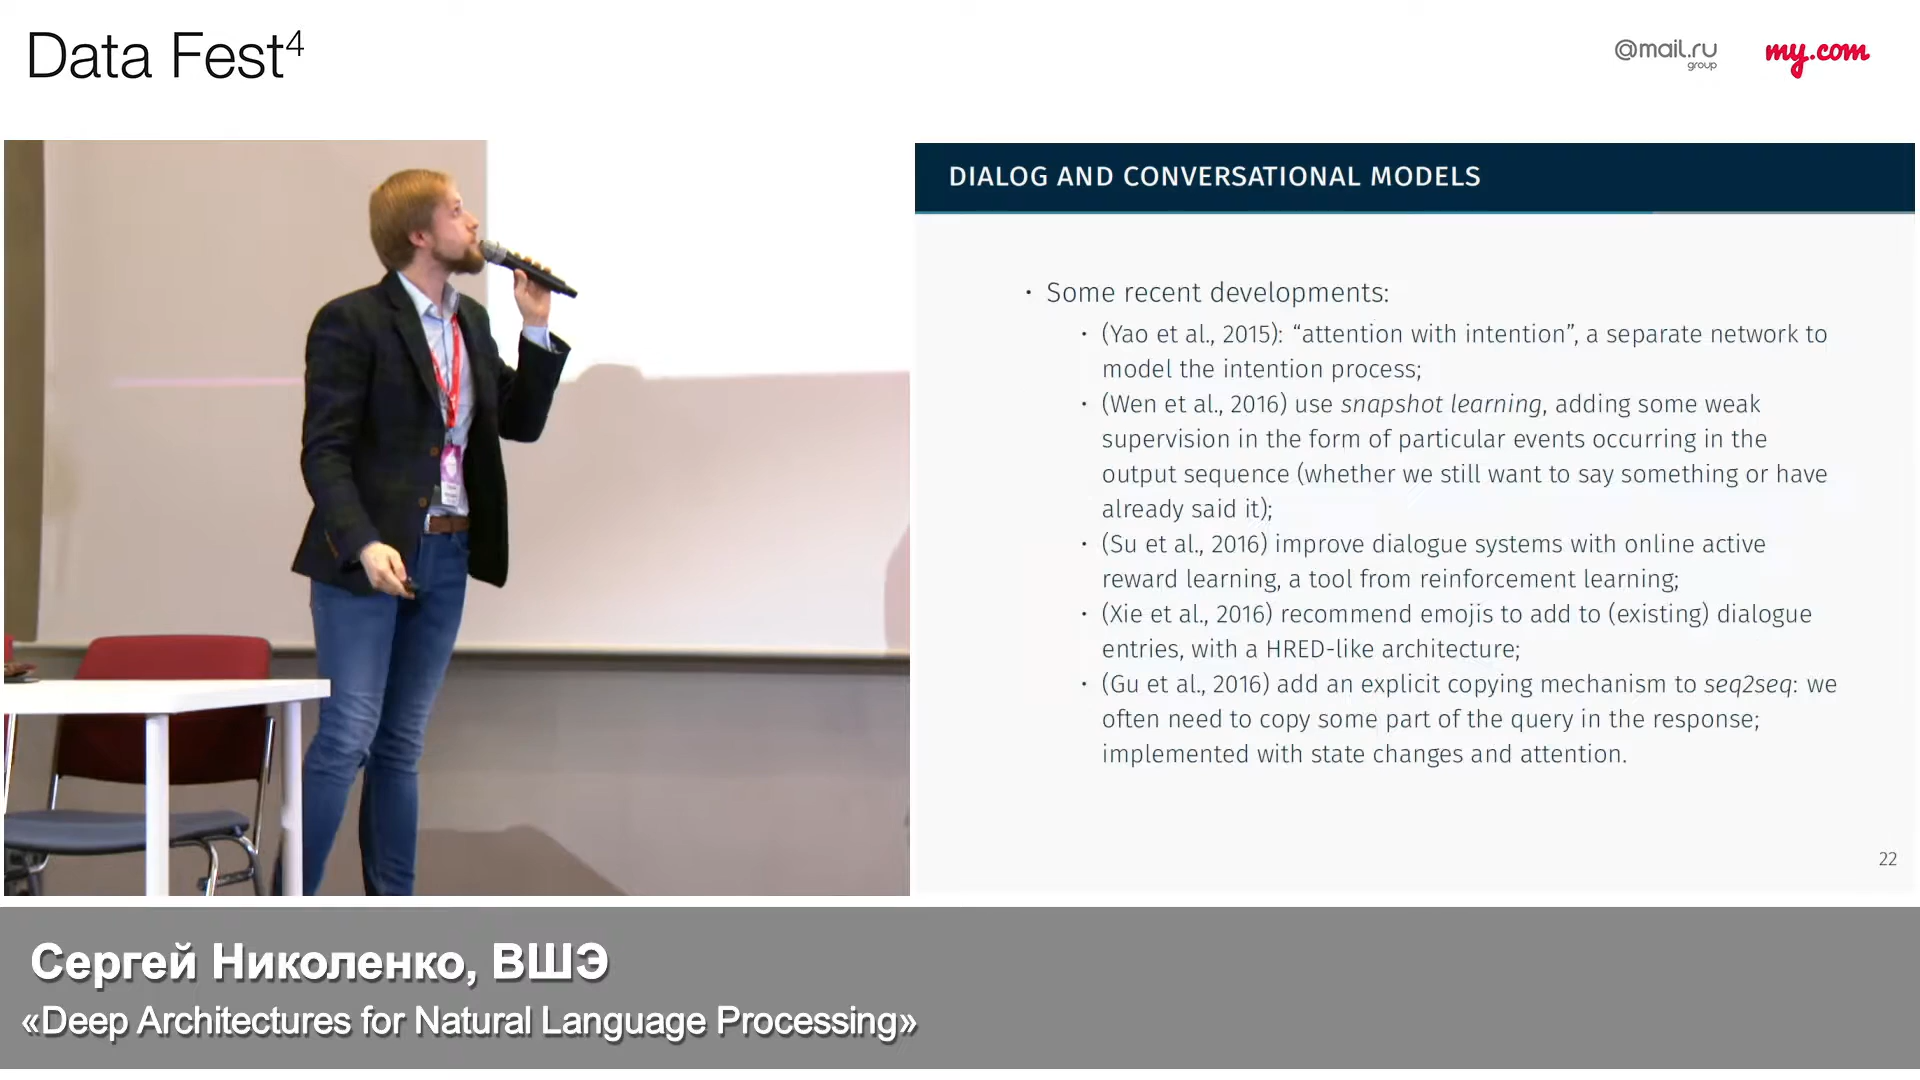 Data Fest⁴
@mail.ru
group
my.com
DIALOG AND CONVERSATIONAL MODELS
· Some recent developments:
· (Yao et al., 2015): “attention with intention”, a separate network to
model the intention process;
· (Wen et al., 2016) use snapshot learning, adding some weak
supervision in the form of particular events occurring in the
output sequence (whether we still want to say something or have
already said it);
· (Su et al., 2016) improve dialogue systems with online active
reward learning, a tool from reinforcement learning;
· (Xie et al., 2016) recommend emojis to add to (existing) dialogue
entries, with a HRED-like architecture;
· (Gu et al., 2016) add an explicit copying mechanism to seq2seq: we
often need to copy some part of the query in the response;
implemented with state changes and attention.
22
Сергей Николенко, ВШЭ
«Deep Architectures for Natural Language Processing»